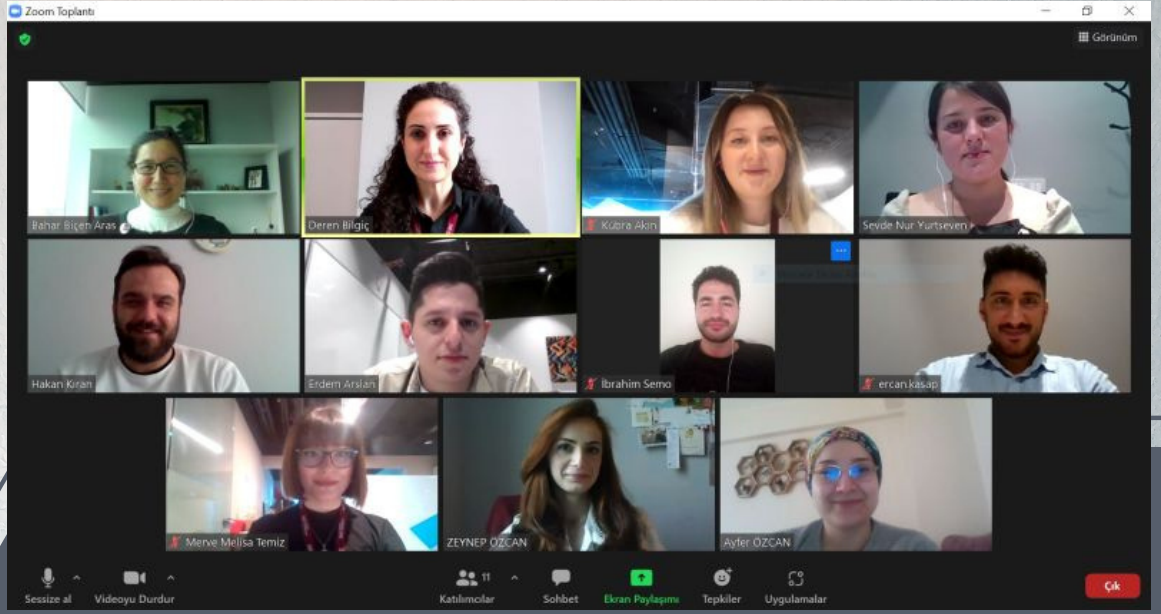 Zoom Toplantı
Görünüm
Bahar Biçen Aras
Deren Bilgiç
Kübra Akın
Sevde Nur Yurtseven
Hakan Kıran
Erdem Arslan
İbrahim Semo
ercan.kasap
Merve Melisa Temiz
ZEYNEP ÖZCAN
Ayfer ÖZCAN
Sessize al
Videoyu Durdur
11
Katılımcılar
Sohbet
Ekran Paylaşımı
Tepkiler
Uygulamalar
Çık